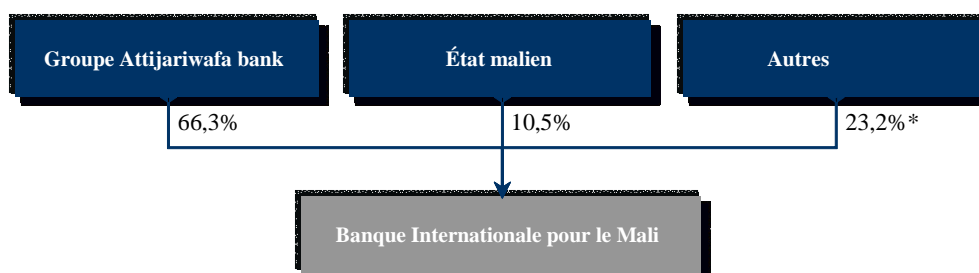 Groupe Attijariwafa bank
État malien
Autres
66,3%
10,5%
23,2%*
Banque Internationale pour le Mali